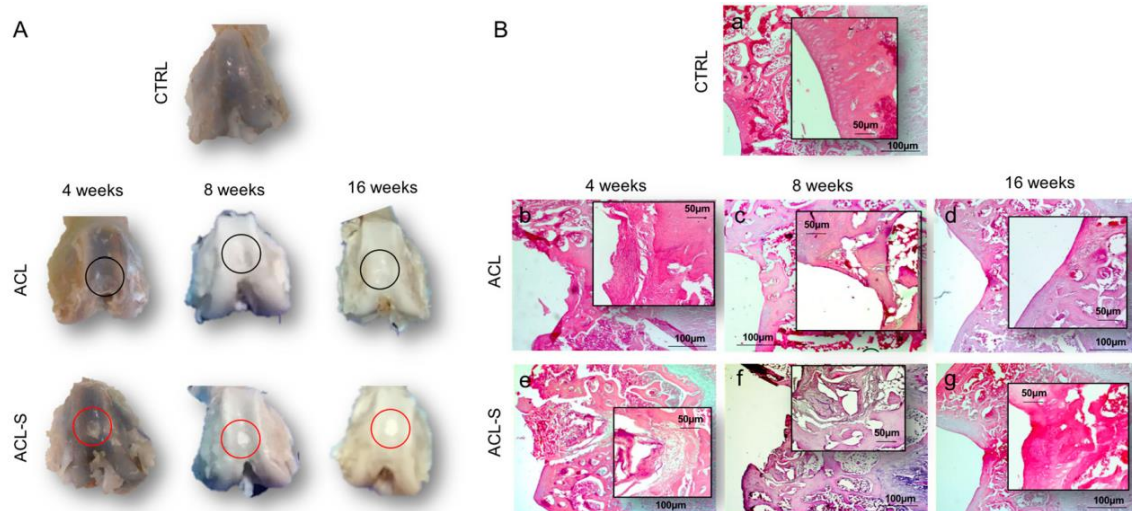 A
CTRL
4 weeks
8 weeks
16 weeks
ACL
ACL-S
B
CTRL
a
50µm
100µm
4 weeks
8 weeks
16 weeks
ACL
b
50µm
100µm
c
50µm
100µm
d
50µm
100µm
ACL-S
e
50µm
100µm
f
50µm
100µm
g
50µm
100µm